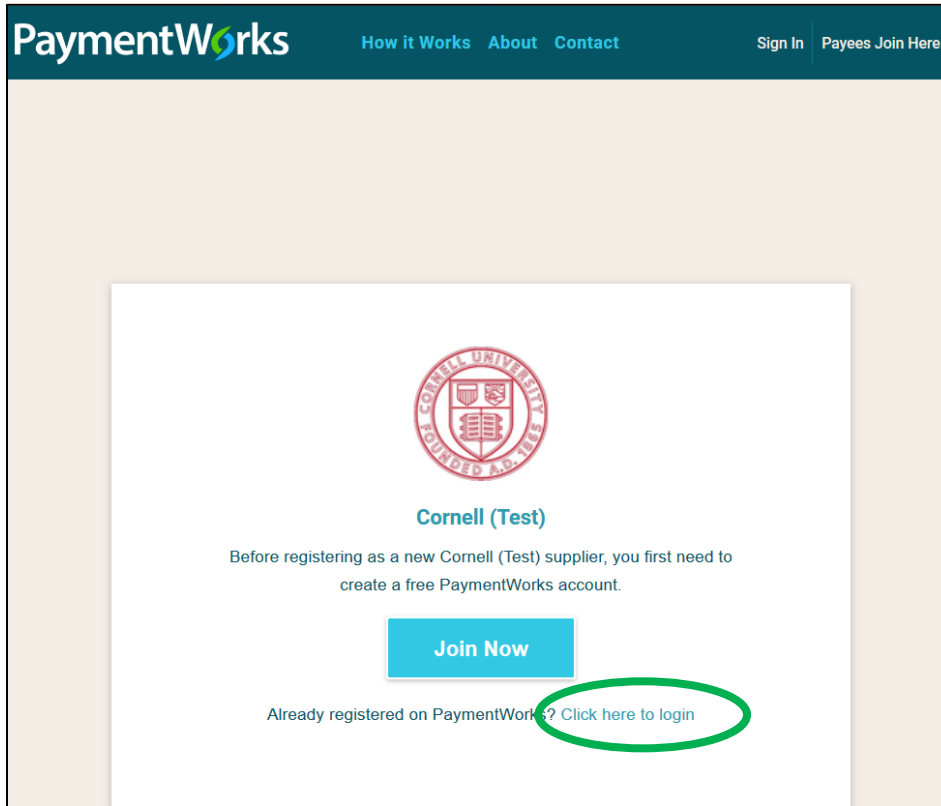 PaymentWorks How it Works About Contact Sign In Payees Join Here
CORNELL UNIVERSITY
FOUNDED A.D. 1865
Cornell (Test)
Before registering as a new Cornell (Test) supplier, you first need to
create a free PaymentWorks account.
Join Now
Already registered on PaymentWorks? Click here to login